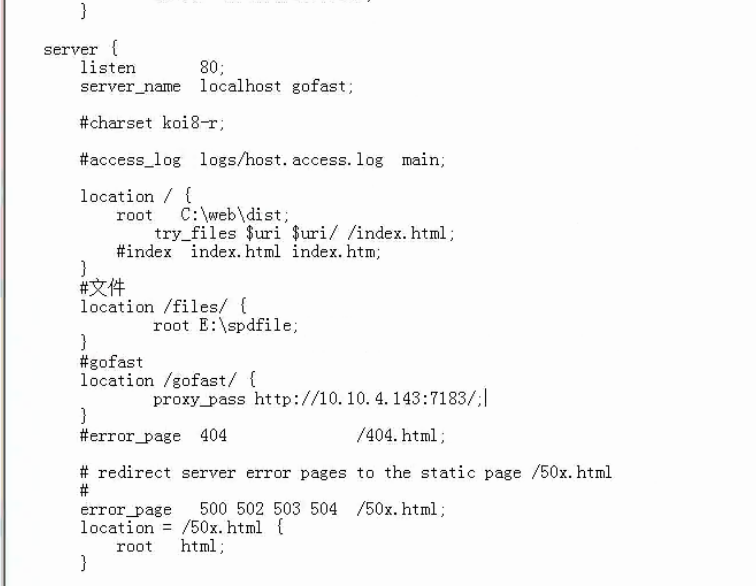 }
server {
listen 80;
server_name localhost gofast;
#charset koi8-r;
#access_log logs/host.access.log main;
location / {
root C:\web\dist;
try_files $uri $uri/ /index.html;
#index index.html index.htm;
}
#文件
location /files/ {
root E:\spdfile;
}
#gofast
location /gofast/ {
proxy_pass http://10.10.4.143:7183/;
}
#error_page 404 /404.html;
# redirect server error pages to the static page /50x.html
#
error_page 500 502 503 504 /50x.html;
location = /50x.html {
root html;
}